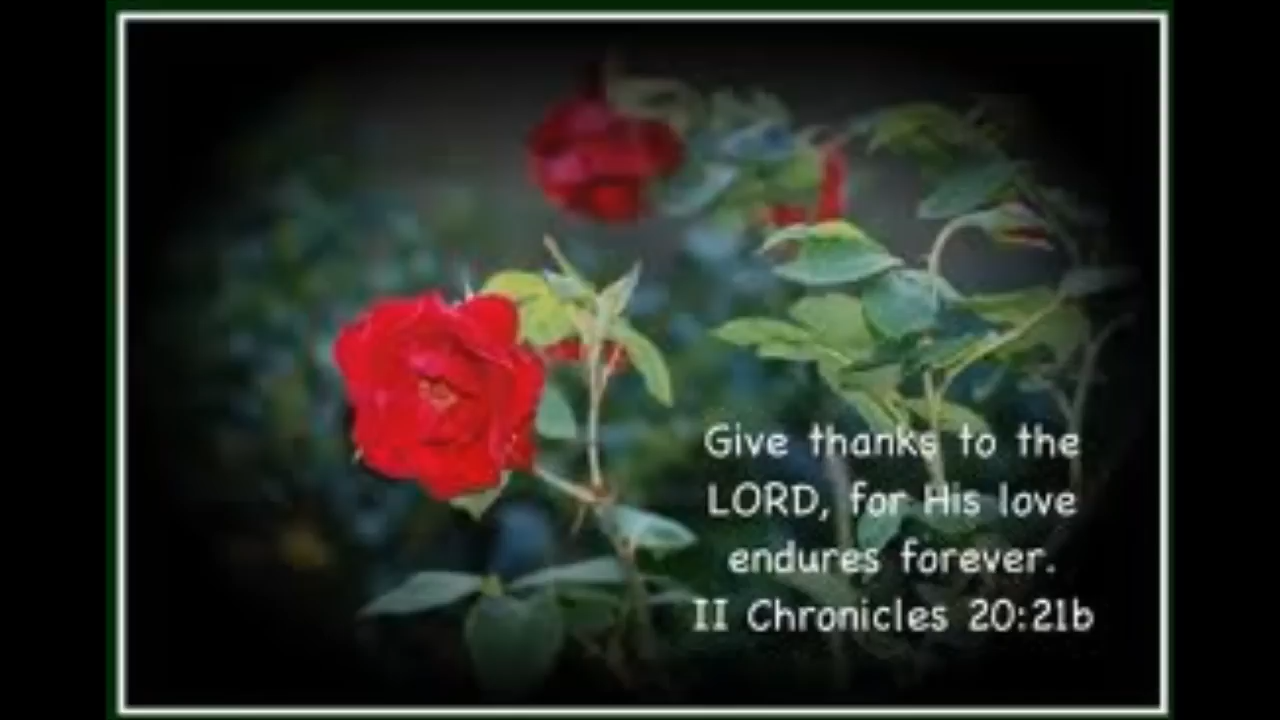 Give thanks to the
LORD, for His love
endures forever.
II Chronicles 20:21b